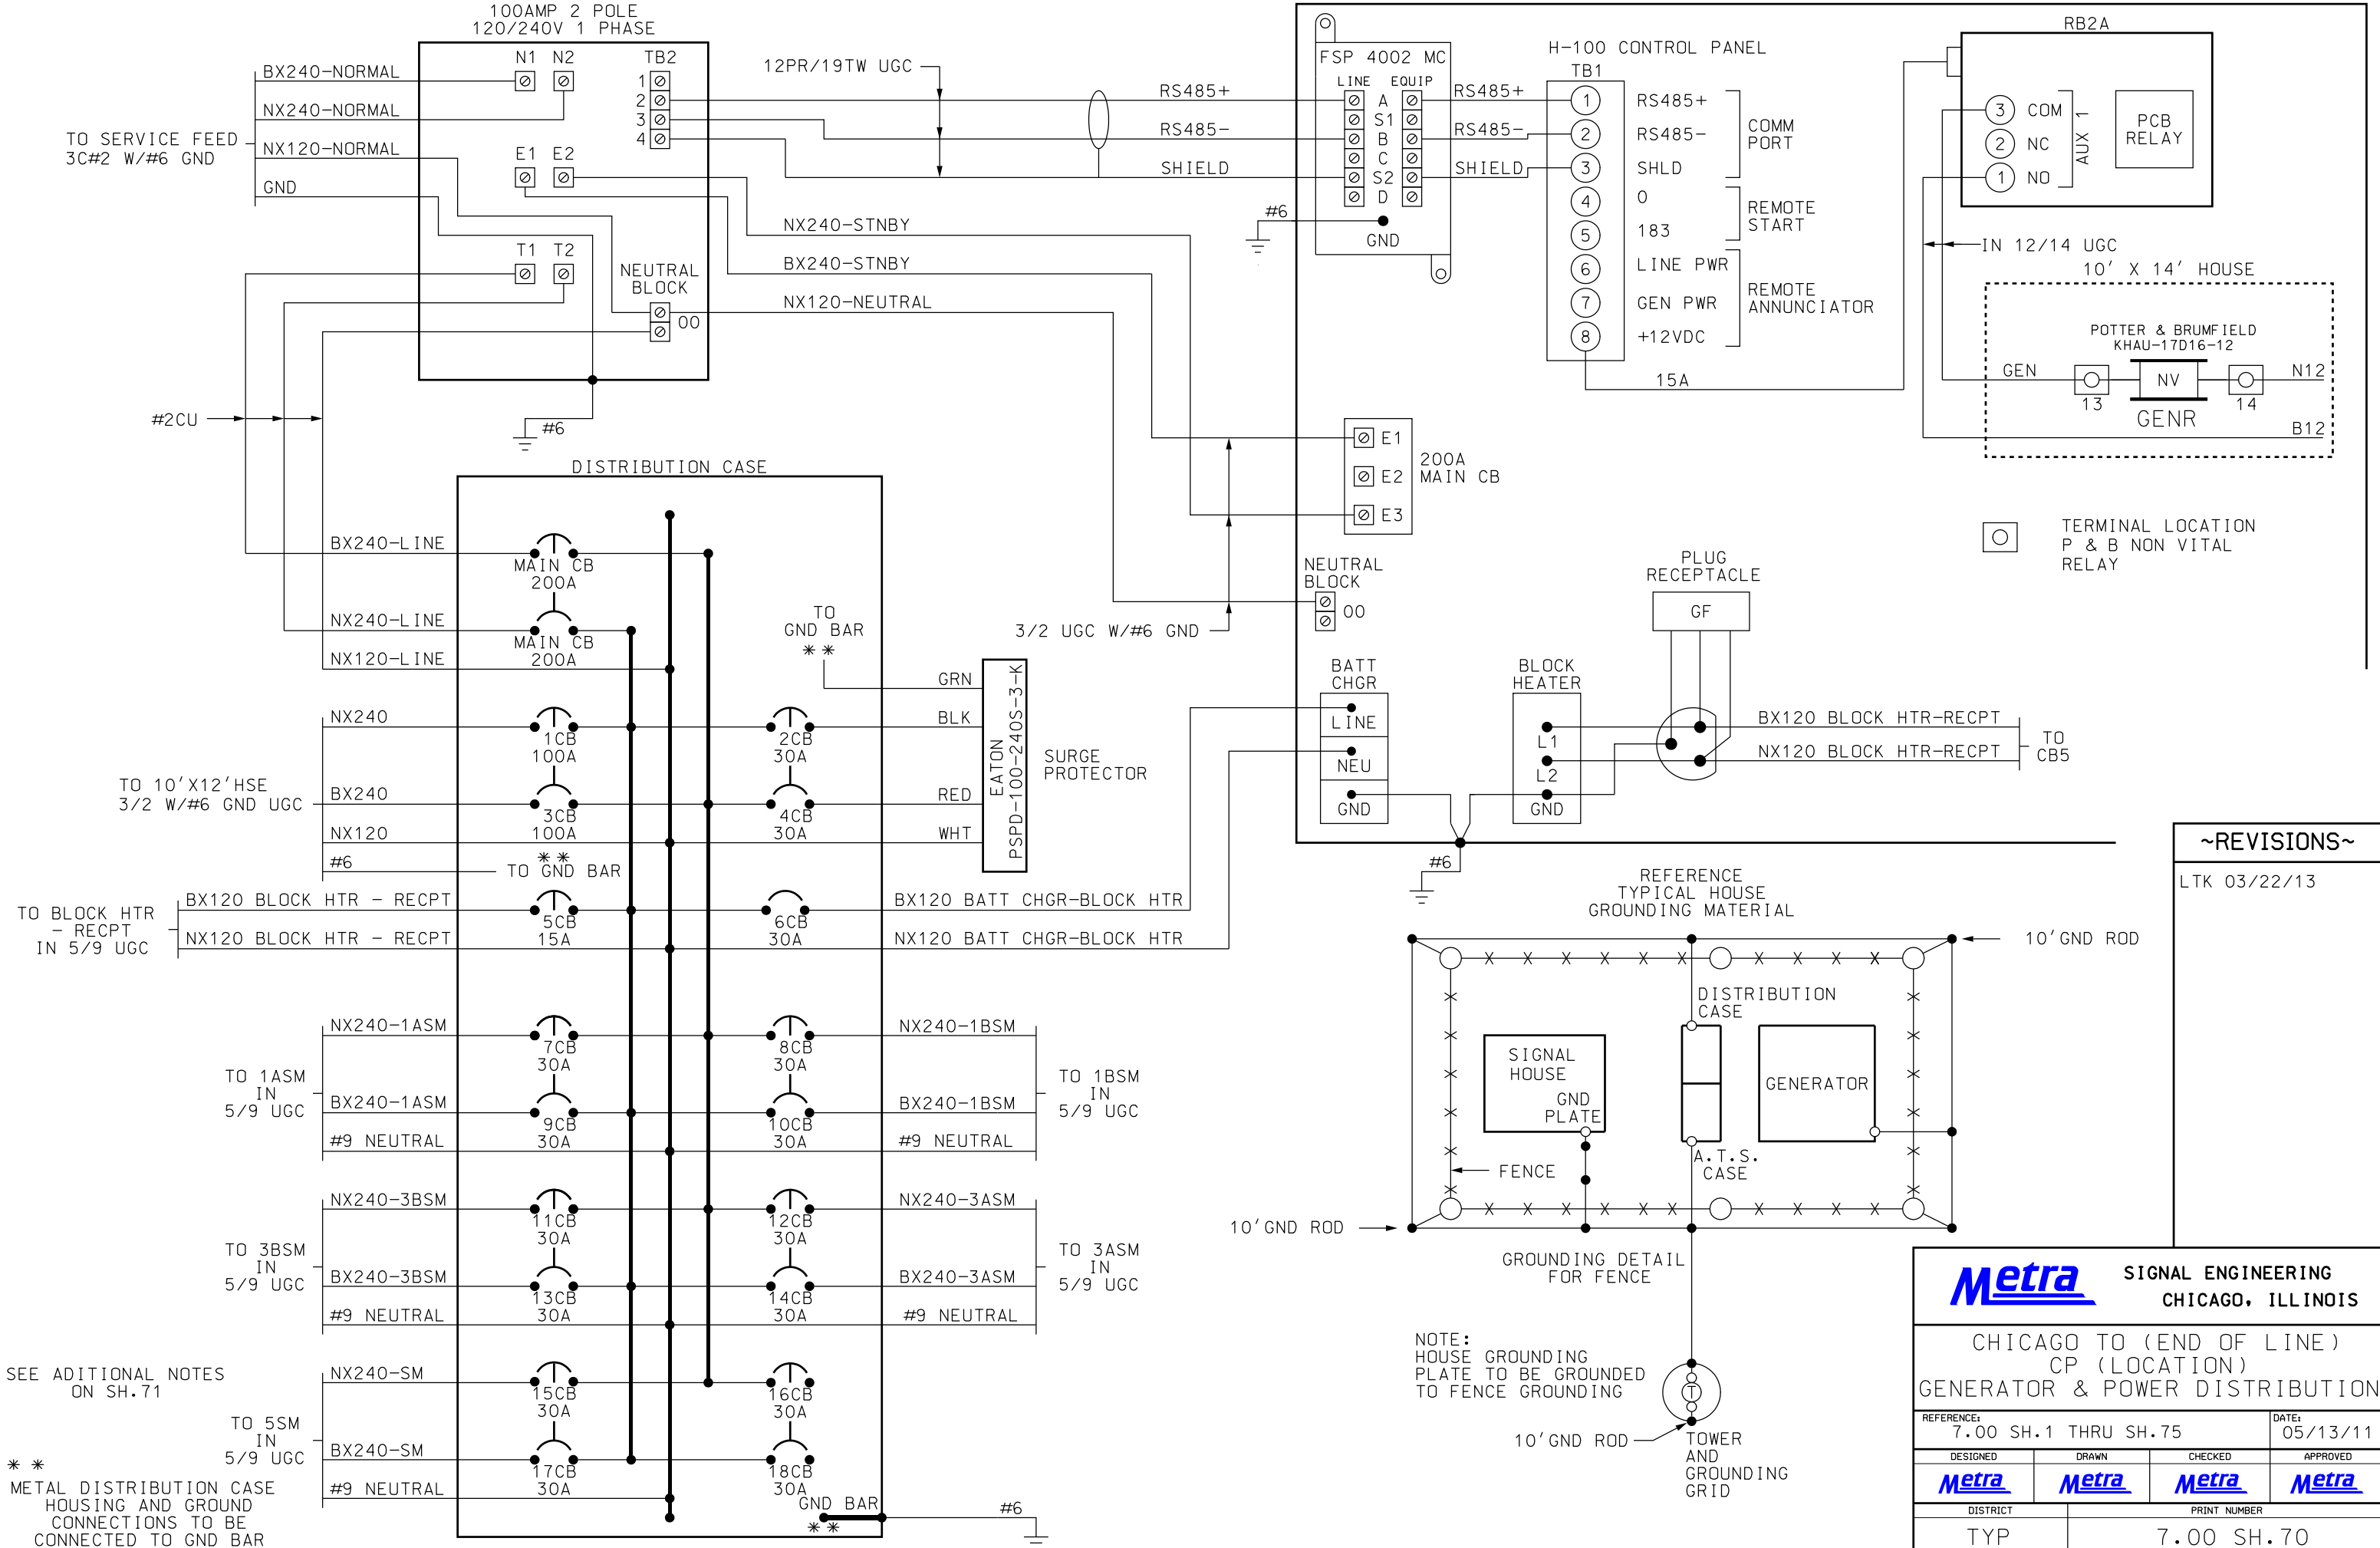 100AMP 2 POLE
120/240V 1 PHASE
N1 N2
TB2
1
2
3
4
E1 E2
T1 T2
NEUTRAL
BLOCK
00
BX240-NORMAL
NX240-NORMAL
NX120-NORMAL
GND
TO SERVICE FEED
3C#2 W/#6 GND
#2CU
#6
12PR/19TW UGC
RS485+
RS485-
SHIELD
NX240-STNBY
BX240-STNBY
NX120-NEUTRAL
3/2 UGC W/#6 GND
FSP 4002 MC
LINE EQUIP
A
S1
B
C
S2
D
GND
#6
RS485+
RS485-
SHIELD
H-100 CONTROL PANEL
TB1
1 RS485+
2 RS485-
3 SHLD
4 0
5 183
6 LINE PWR
7 GEN PWR
8 +12VDC
COMM
PORT
REMOTE
START
REMOTE
ANNUNCIATOR
15A
RB2A
3 COM
2 NC
1 NO
AUX 1
PCB
RELAY
IN 12/14 UGC
10' X 14' HOUSE
POTTER & BRUMFIELD
KHAU-17D16-12
GEN
NV
N12
13
14
GENR
B12
TERMINAL LOCATION
P & B NON VITAL
RELAY
E1
E2
E3
200A
MAIN CB
NEUTRAL
BLOCK
00
PLUG
RECEPTACLE
GF
BATT
CHGR
LINE
NEU
GND
BLOCK
HEATER
L1
L2
GND
BX120 BLOCK HTR-RECPT
NX120 BLOCK HTR-RECPT
TO
CB5
#6
DISTRIBUTION CASE
BX240-LINE
MAIN CB
200A
NX240-LINE
MAIN CB
200A
NX120-LINE
TO
GND BAR
* *
GRN
BLK
RED
WHT
EATON
PSPD-100-240S-3-K
SURGE
PROTECTOR
NX240
1CB
100A
2CB
30A
TO 10'X12'HSE
3/2 W/#6 GND UGC
BX240
3CB
100A
4CB
30A
NX120
#6
* *
TO GND BAR
TO BLOCK HTR
- RECPT
IN 5/9 UGC
BX120 BLOCK HTR - RECPT
5CB
15A
6CB
30A
BX120 BATT CHGR-BLOCK HTR
NX120 BLOCK HTR - RECPT
NX120 BATT CHGR-BLOCK HTR
NX240-1ASM
7CB
30A
8CB
30A
NX240-1BSM
TO 1ASM
IN
5/9 UGC
BX240-1ASM
9CB
30A
10CB
30A
BX240-1BSM
TO 1BSM
IN
5/9 UGC
#9 NEUTRAL
#9 NEUTRAL
NX240-3BSM
11CB
30A
12CB
30A
NX240-3ASM
TO 3BSM
IN
5/9 UGC
BX240-3BSM
13CB
30A
14CB
30A
BX240-3ASM
TO 3ASM
IN
5/9 UGC
#9 NEUTRAL
#9 NEUTRAL
SEE ADITIONAL NOTES
ON SH.71
NX240-SM
15CB
30A
16CB
30A
TO 5SM
IN
5/9 UGC
BX240-SM
17CB
30A
18CB
30A
#9 NEUTRAL
GND BAR
* *
#6
* *
METAL DISTRIBUTION CASE
HOUSING AND GROUND
CONNECTIONS TO BE
CONNECTED TO GND BAR
REFERENCE
TYPICAL HOUSE
GROUNDING MATERIAL
10'GND ROD
DISTRIBUTION
CASE
SIGNAL
HOUSE
GND
PLATE
GENERATOR
A.T.S.
CASE
FENCE
10'GND ROD
GROUNDING DETAIL
FOR FENCE
NOTE:
HOUSE GROUNDING
PLATE TO BE GROUNDED
TO FENCE GROUNDING
T
10'GND ROD
TOWER
AND
GROUNDING
GRID
~REVISIONS~
LTK 03/22/13
Metra
SIGNAL ENGINEERING
CHICAGO, ILLINOIS
CHICAGO TO (END OF LINE)
CP (LOCATION)
GENERATOR & POWER DISTRIBUTION
REFERENCE:
7.00 SH.1 THRU SH.75
DATE:
05/13/11
DESIGNED DRAWN CHECKED APPROVED
Metra Metra Metra Metra
DISTRICT
TYP
PRINT NUMBER
7.00 SH.70